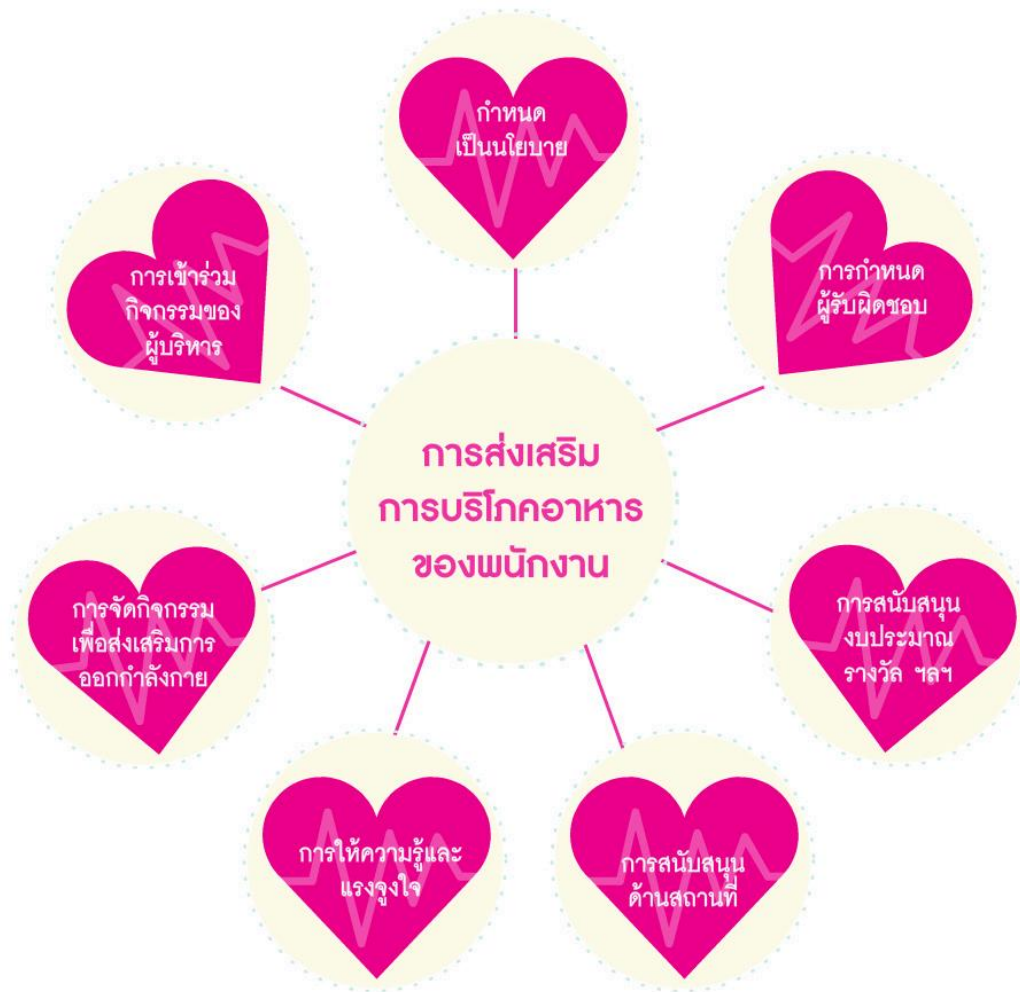 กำหนด
เป็นนโยบาย
การกำหนด
ผู้รับผิดชอบ
การสนับสนุน
งบประมาณ
รางวัล ฯลฯ
การสนับสนุน
ด้านสถานที่
การให้ความรู้และ
แรงจูงใจ
การจัดกิจกรรม
เพื่อส่งเสริมการ
ออกกำลังกาย
การเข้าร่วม
กิจกรรมของ
ผู้บริหาร
การส่งเสริม
การบริโภคอาหาร
ของพนักงาน